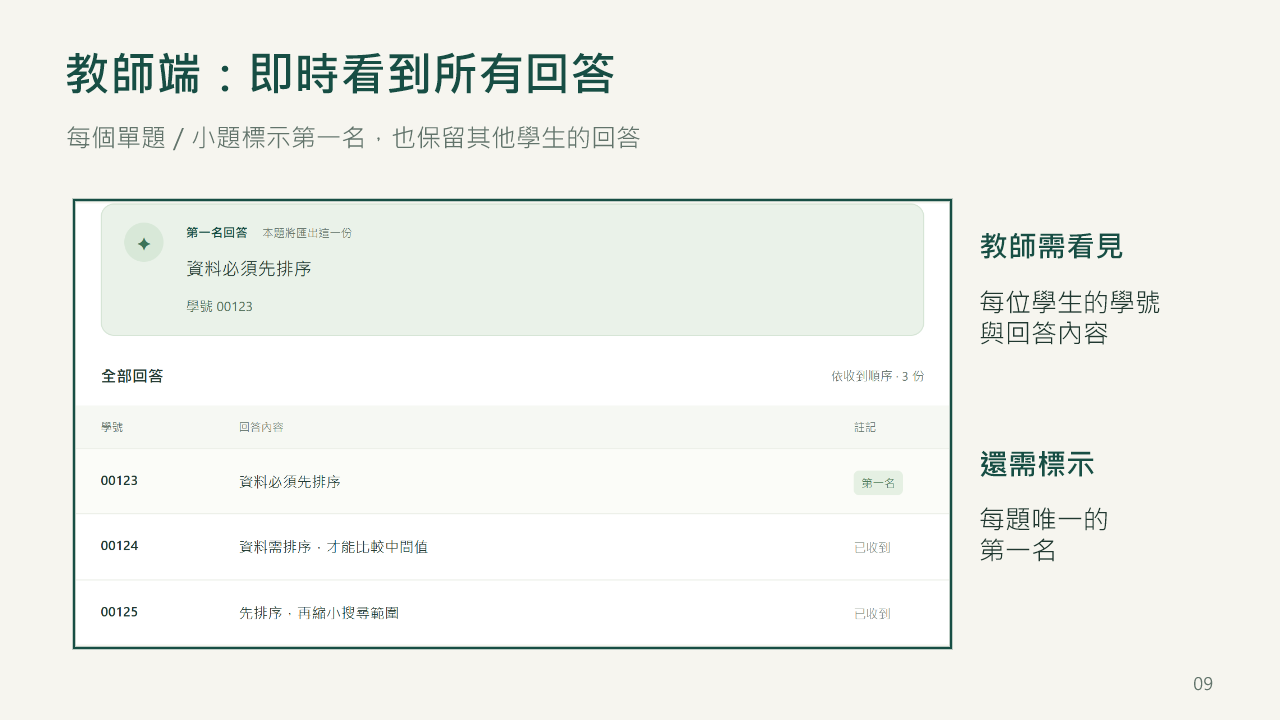 教師端：即時看到所有回答
每個單題 / 小題標示第一名，也保留其他學生的回答
第一名回答 本題將匯出這一份
資料必須先排序
學號 00123
全部回答 依收到順序 · 3 份
學號 回答內容 註記
00123 資料必須先排序 第一名
00124 資料需排序，才能比較中間值 已收到
00125 先排序，再縮小搜尋範圍 已收到
教師需看見
每位學生的學號
與回答內容
還需標示
每題唯一的
第一名
09